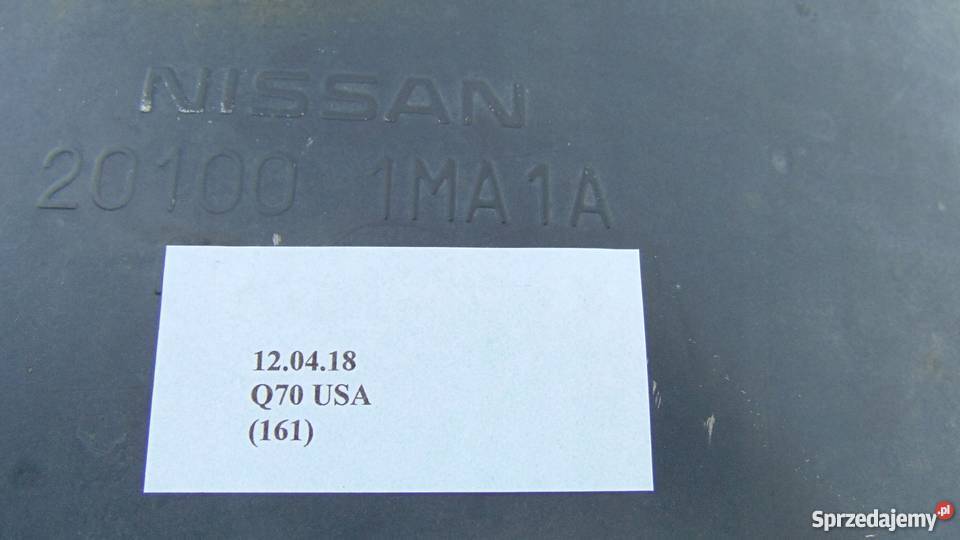 NISSAN
20100 1MA1A
12.04.18
Q70 USA
(161)
Sprzedajemy.pl